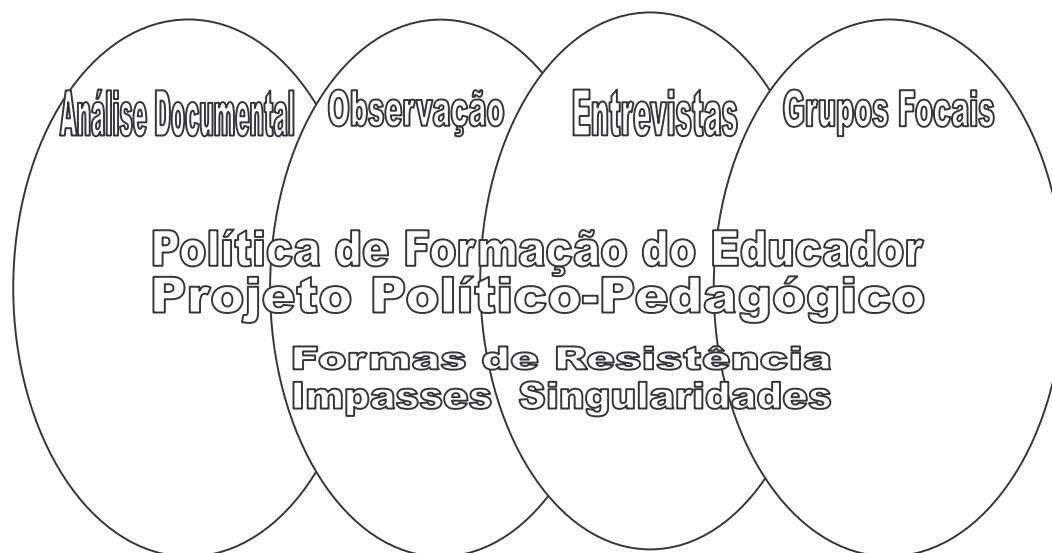 Análise Documental
Observação
Entrevistas
Grupos Focais
Política de Formação do Educador
Projeto Político-Pedagógico
Formas de Resistência
Impasses Singularidades